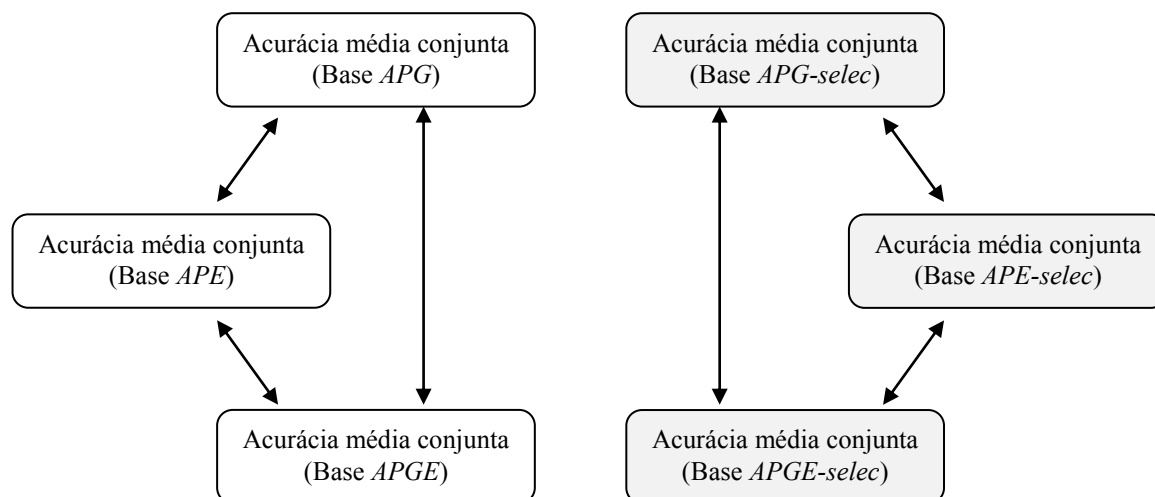 Acurácia média conjunta
(Base APG)
Acurácia média conjunta
(Base APG-selec)
Acurácia média conjunta
(Base APE)
Acurácia média conjunta
(Base APE-selec)
Acurácia média conjunta
(Base APGE)
Acurácia média conjunta
(Base APGE-selec)